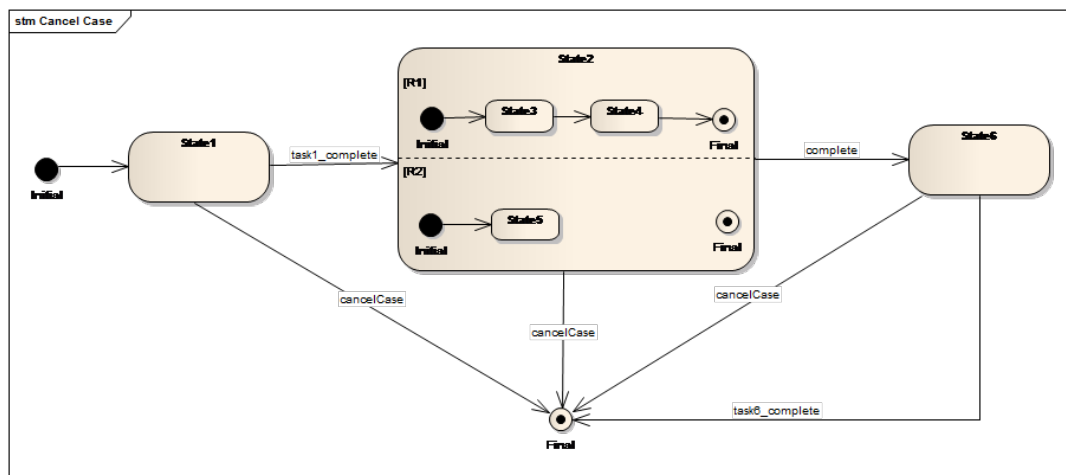 stm Cancel Case
State2
[R1]
State3
State4
Initial
Final
State1
task1_complete
complete
State6
Initial
[R2]
State5
Initial
Final
cancelCase
cancelCase
cancelCase
task6_complete
Final